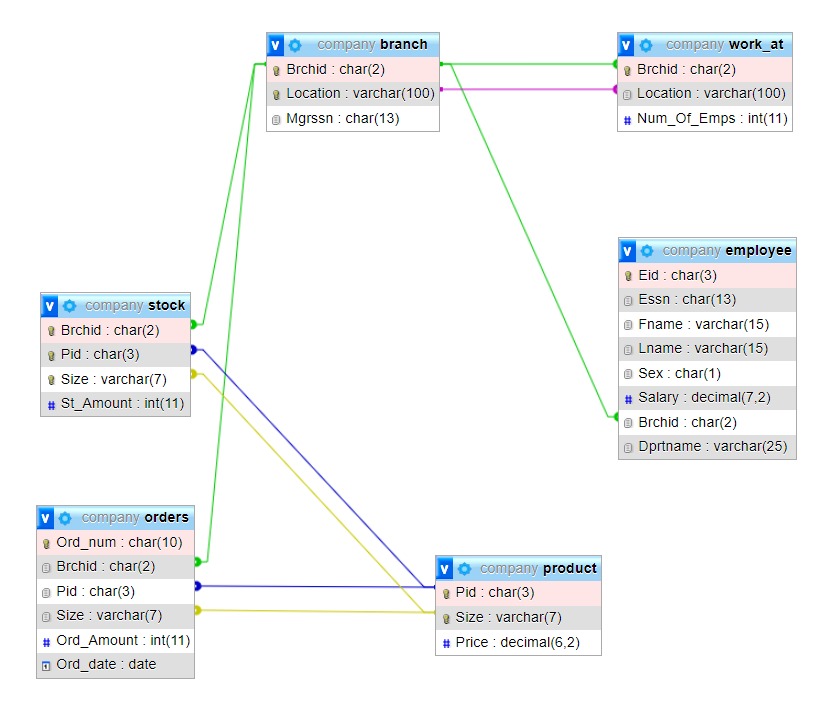 V company branch
Brchid : char(2)
Location : varchar(100)
Mgrssn : char(13)
V company work_at
Brchid : char(2)
Location : varchar(100)
# Num_Of_Emps : int(11)
V company employee
Eid : char(3)
Essn : char(13)
Fname : varchar(15)
Lname : varchar(15)
Sex : char(1)
# Salary : decimal(7,2)
Brchid : char(2)
Dprtname : varchar(25)
V company stock
Brchid : char(2)
Pid : char(3)
Size : varchar(7)
# St_Amount : int(11)
V company orders
Ord_num : char(10)
Brchid : char(2)
Pid : char(3)
Size : varchar(7)
# Ord_Amount : int(11)
Ord_date : date
V company product
Pid : char(3)
Size : varchar(7)
# Price : decimal(6,2)